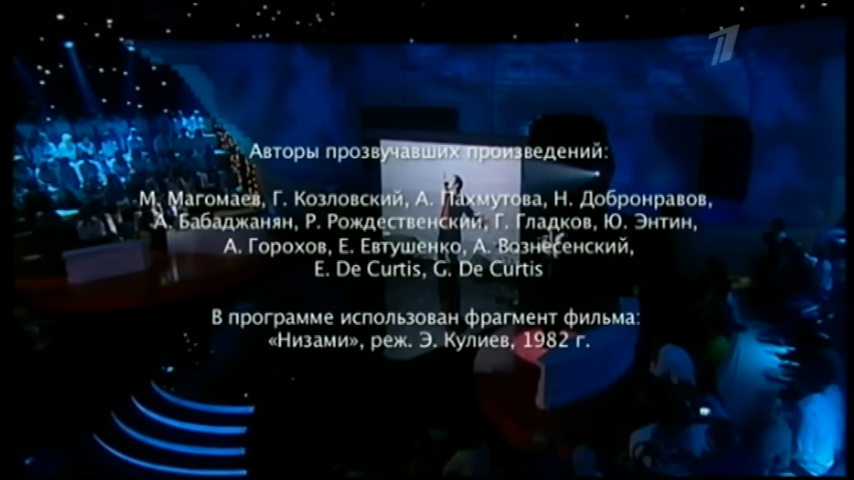 Авторы прозвучавших произведений:
М. Магомаев, Г. Козловский, А. Пахмутова, Н. Добронравов,
А. Бабаджанян, Р. Рождественский, Г. Гладков, Ю. Энтин,
А. Горохов, Е. Евтушенко, А. Вознесенский,
E. De Curtis, G. De Curtis
В программе использован фрагмент фильма:
«Низами», реж. Э. Кулиев, 1982 г.